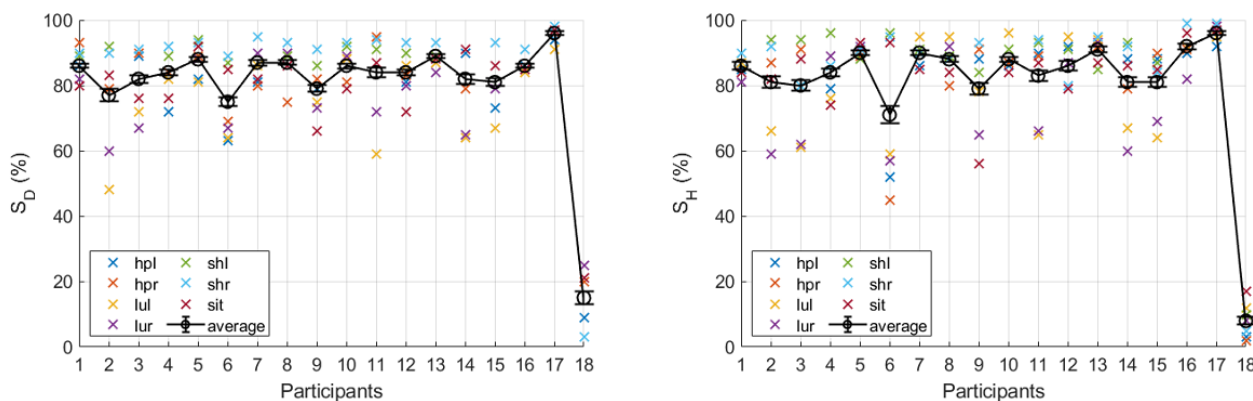 100
80
60
40
20
0
S_D (%)
hpl
shl
hpr
shr
lul
sit
lur
average
1 2 3 4 5 6 7 8 9 10 11 12 13 14 15 16 17 18
Participants
100
80
60
40
20
0
S_H (%)
hpl
shl
hpr
shr
lul
sit
lur
average
1 2 3 4 5 6 7 8 9 10 11 12 13 14 15 16 17 18
Participants